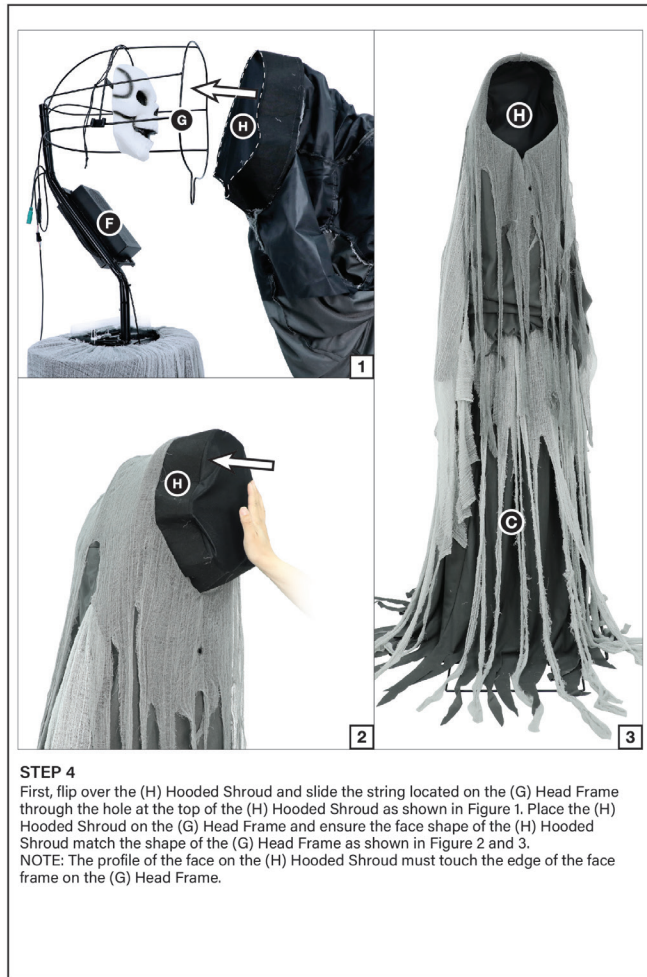 G
H
F
1
H
2
H
C
3
STEP 4
First, flip over the (H) Hooded Shroud and slide the string located on the (G) Head Frame
through the hole at the top of the (H) Hooded Shroud as shown in Figure 1. Place the (H)
Hooded Shroud on the (G) Head Frame and ensure the face shape of the (H) Hooded
Shroud match the shape of the (G) Head Frame as shown in Figure 2 and 3.
NOTE: The profile of the face on the (H) Hooded Shroud must touch the edge of the face
frame on the (G) Head Frame.